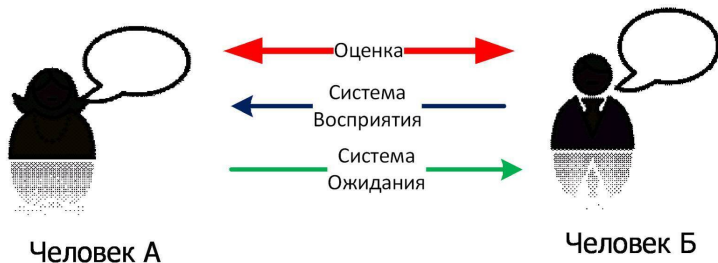 Оценка
Система
Восприятия
Система
Ожидания
Человек А
Человек Б